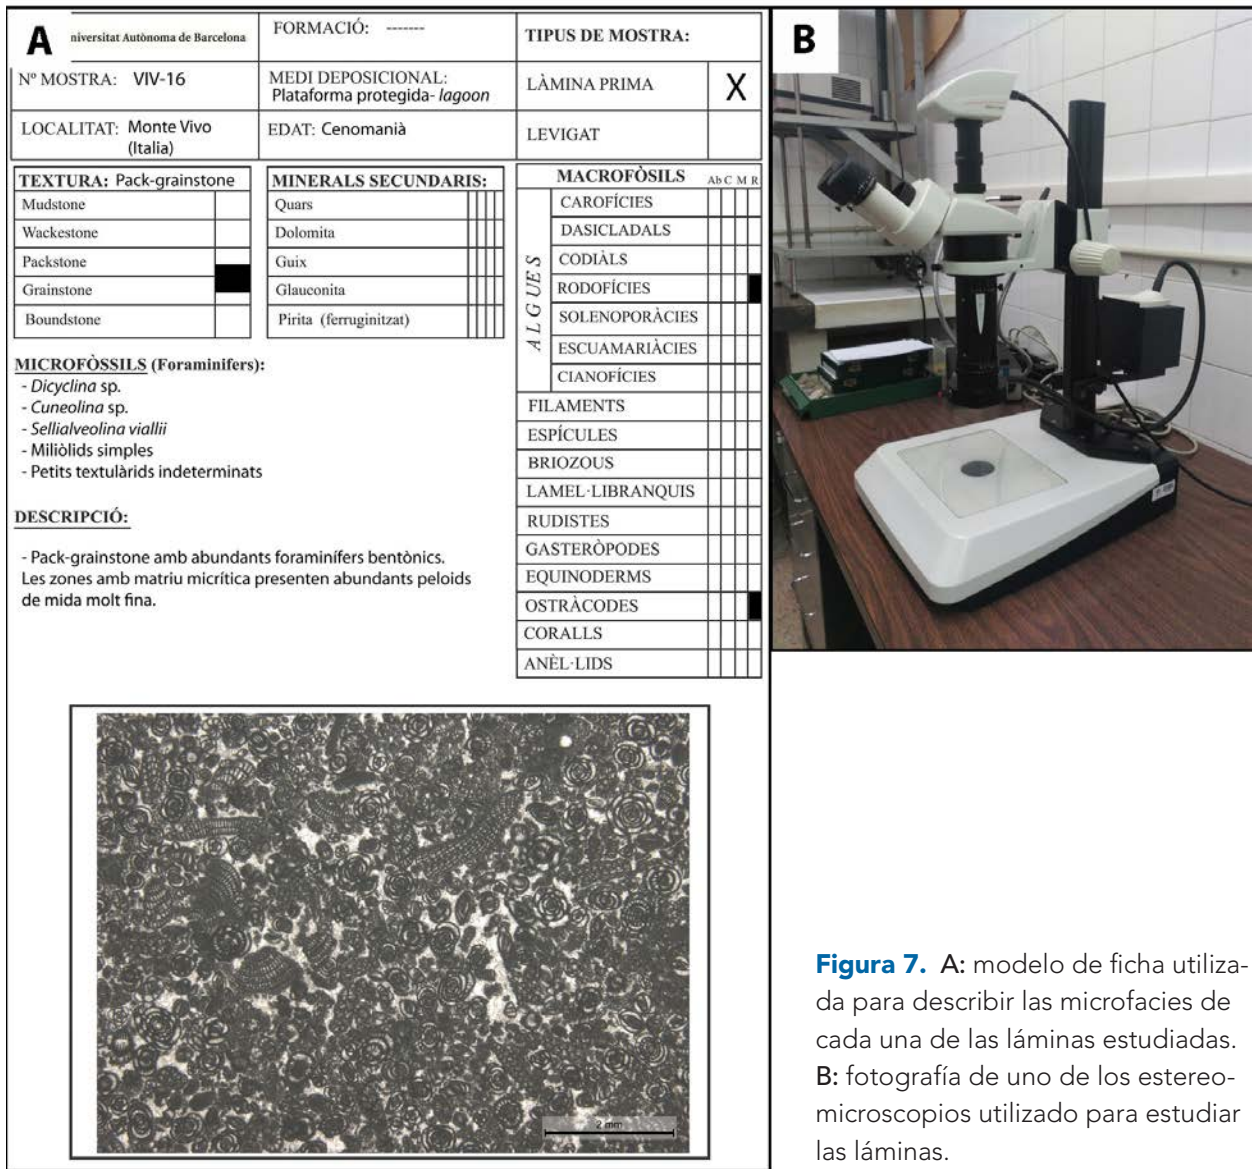 A
niversitat Autònoma de Barcelona
FORMACIÓ: -------
TIPUS DE MOSTRA:
Nº MOSTRA: VIV-16
MEDI DEPOSICIONAL:
Plataforma protegida- lagoon
LÀMINA PRIMA X
LOCALITAT: Monte Vivo
(Italia)
EDAT: Cenomanià
LEVIGAT
TEXTURA: Pack-grainstone
Mudstone
Wackestone
Packstone
Grainstone
Boundstone
MINERALS SECUNDARIS:
Quars
Dolomita
Guix
Glauconita
Pirita (ferruginitzat)
MACROFÒSILS Ab C M R
ALGUES
CAROFÍCIES
DASICLADALS
CODIÀLS
RODOFÍCIES
SOLENOPORÀCIES
ESCUAMARIÀCIES
CIANOFÍCIES
FILAMENTS
ESPÍCULES
BRIOZOUS
LAMEL·LIBRANQUIS
RUDISTES
GASTERÒPODES
EQUINODERMS
OSTRÀCODES
CORALLS
ANÈL·LIDS
MICROFÒSSILS (Foraminifers):
- Dicyclina sp.
- Cuneolina sp.
- Sellialveolina viallii
- Miliòlids simples
- Petits textulàrids indeterminats
DESCRIPCIÓ:
- Pack-grainstone amb abundants foraminífers bentònics.
Les zones amb matriu micrítica presenten abundants peloids
de mida molt fina.
2 mm
B
Figura 7. A: modelo de ficha utiliza-
da para describir las microfacies de
cada una de las láminas estudiadas.
B: fotografía de uno de los estereo-
microscopios utilizado para estudiar
las láminas.